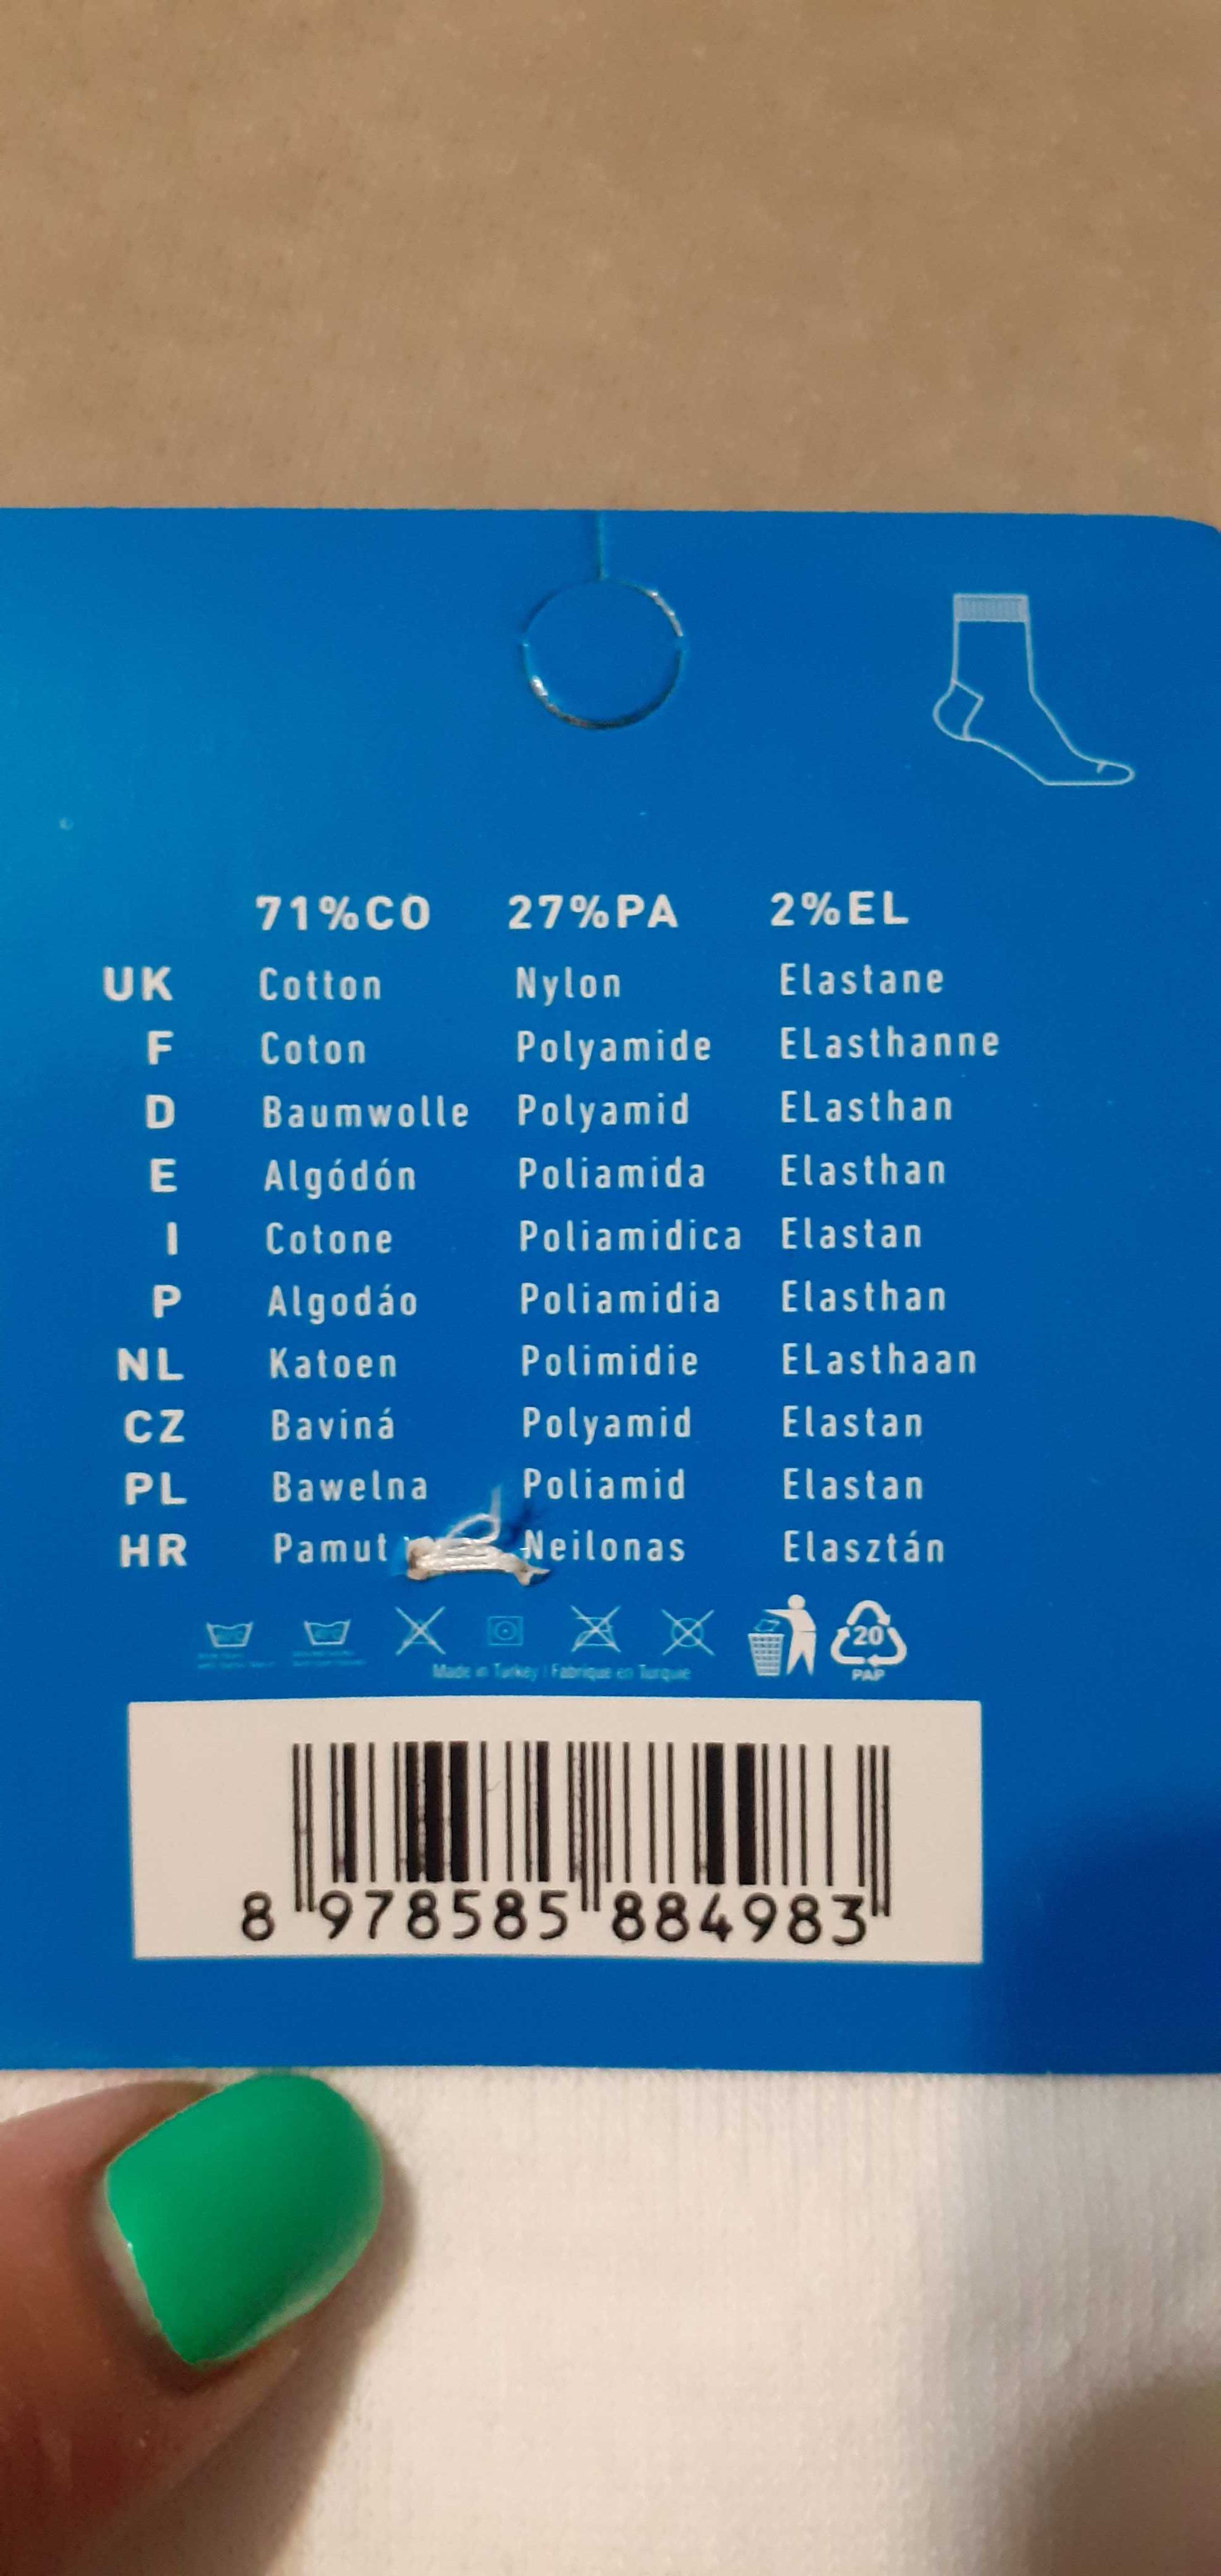 71%CO 27%PA 2%EL
UK Cotton Nylon Elastane
F Coton Polyamide ELasthanne
D Baumwolle Polyamid ELasthan
E Algódón Poliamida Elasthan
I Cotone Poliamidica Elastan
P Algodáo Poliamidia Elasthan
NL Katoen Polimidie ELasthaan
CZ Baviná Polyamid Elastan
PL Bawelna Poliamid Elastan
HR Pamut Neilonas Elasztán
20
PAP
Made in Turkey / Fabrique en Turquie
8 978585 884983